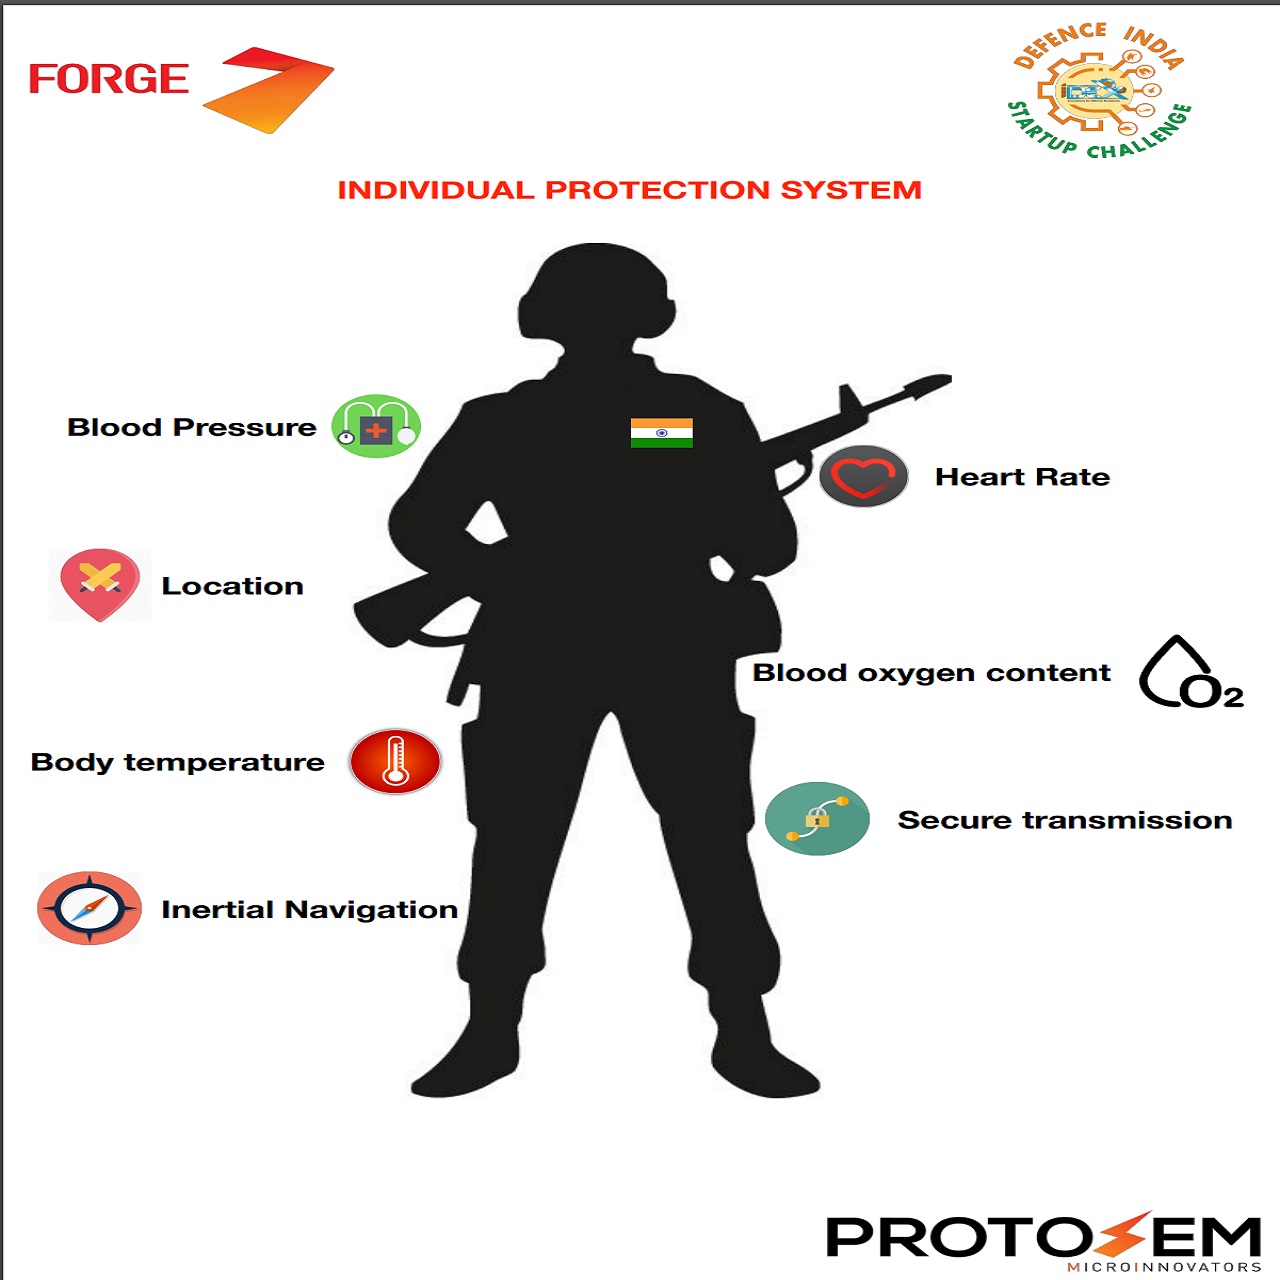 FORGE
DEFENCE INDIA
iDEX
STARTUP CHALLENGE
INDIVIDUAL PROTECTION SYSTEM
Blood Pressure
Heart Rate
Location
Blood oxygen content
O2
Body temperature
Secure transmission
Inertial Navigation
PROTOSEM
MICROINNOVATORS